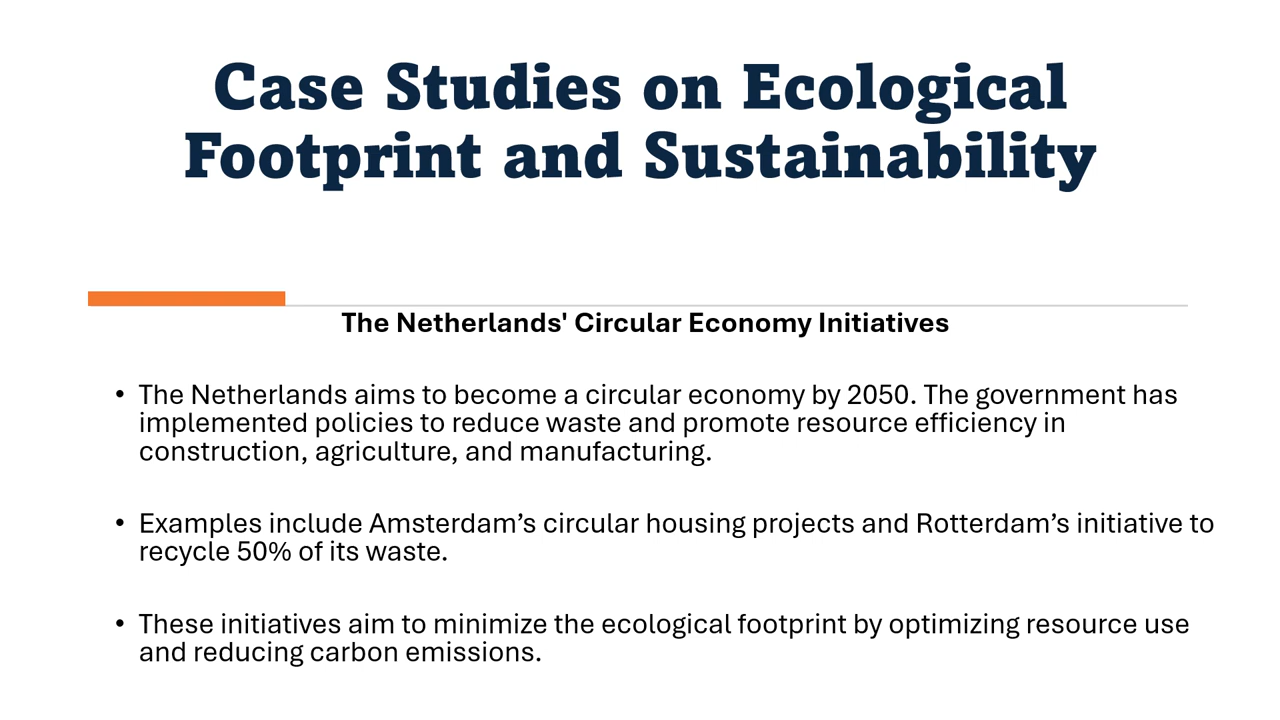 Case Studies on Ecological
Footprint and Sustainability
The Netherlands' Circular Economy Initiatives
• The Netherlands aims to become a circular economy by 2050. The government has
implemented policies to reduce waste and promote resource efficiency in
construction, agriculture, and manufacturing.
• Examples include Amsterdam’s circular housing projects and Rotterdam’s initiative to
recycle 50% of its waste.
• These initiatives aim to minimize the ecological footprint by optimizing resource use
and reducing carbon emissions.